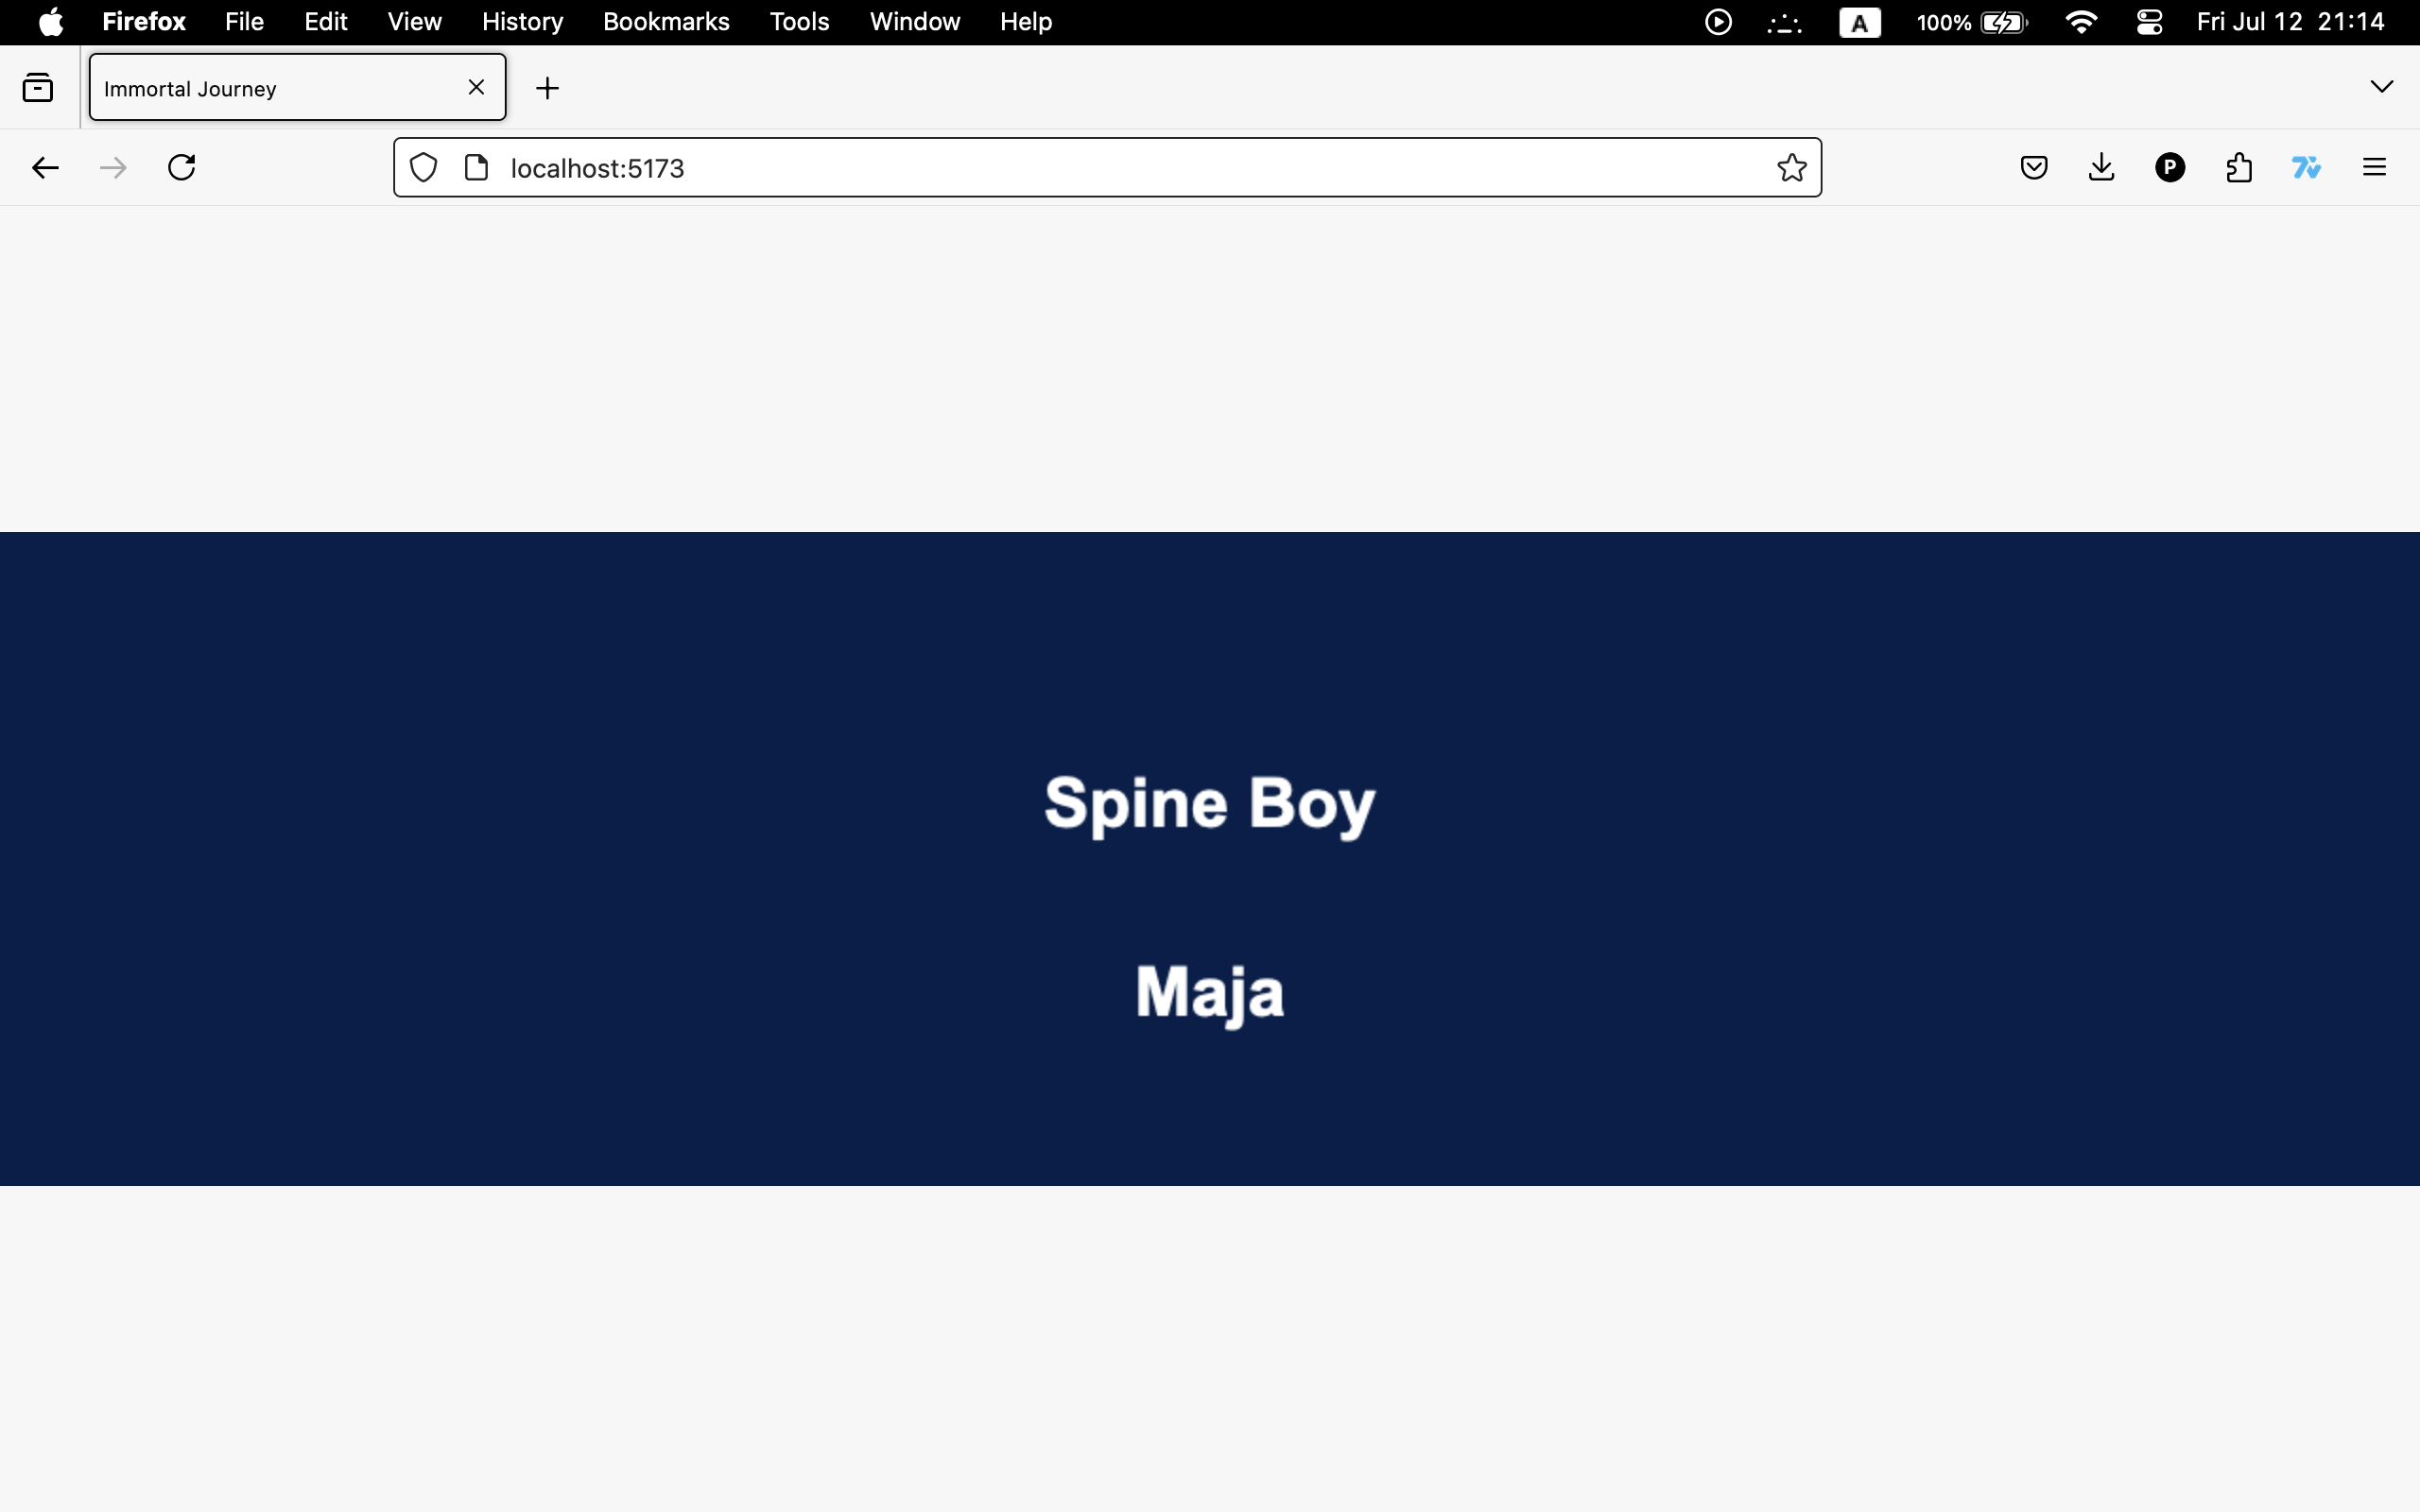 Firefox File Edit View History Bookmarks Tools Window Help A 100% Fri Jul 12 21:14
Immortal Journey
localhost:5173 P 7v
Spine Boy
Maja